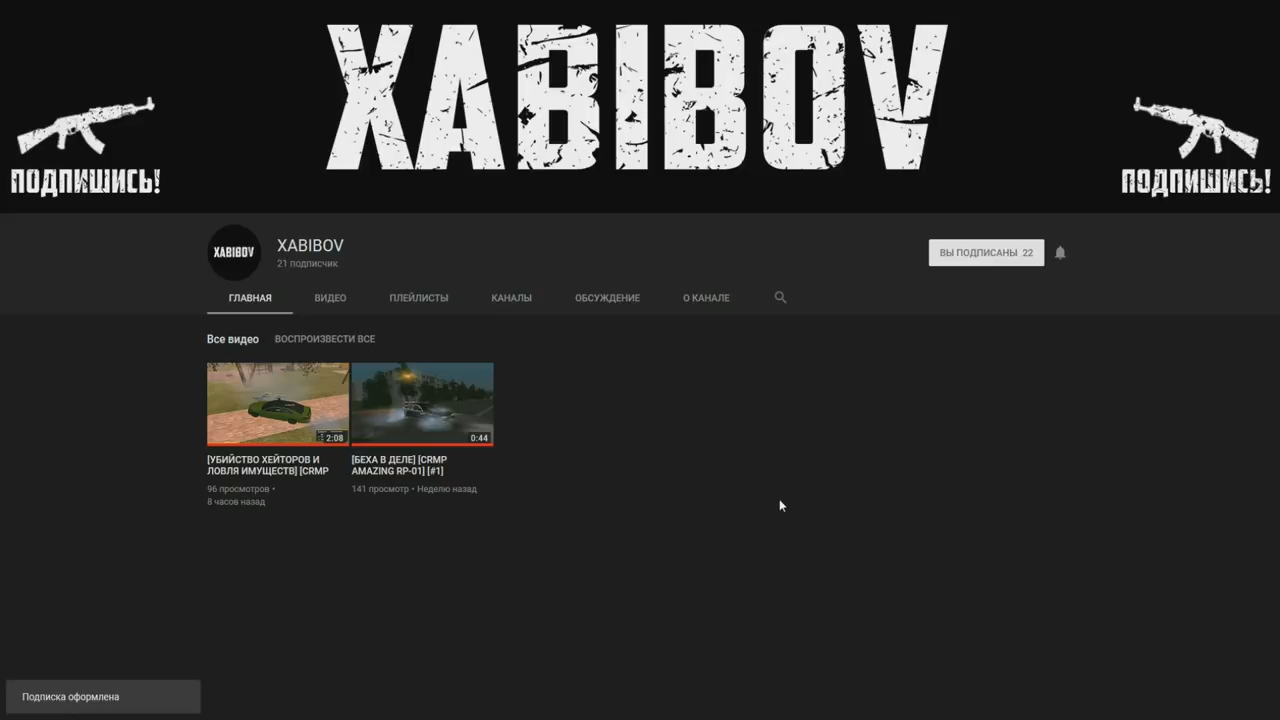 XABIBOV
ПОДПИШИСЬ!
ПОДПИШИСЬ!
XABIBOV
XABIBOV
21 подписчик
ВЫ ПОДПИСАНЫ 22
ГЛАВНАЯ
ВИДЕО
ПЛЕЙЛИСТЫ
КАНАЛЫ
ОБСУЖДЕНИЕ
О КАНАЛЕ
Все видео
ВОСПРОИЗВЕСТИ ВСЕ
2:08
0:44
[УБИЙСТВО ХЕЙТОРОВ И
ЛОВЛЯ ИМУЩЕСТВ] [CRMP
96 просмотров •
8 часов назад
[БЕХА В ДЕЛЕ] [CRMP
AMAZING RP-01] [#1]
141 просмотр • Неделю назад
Подписка оформлена